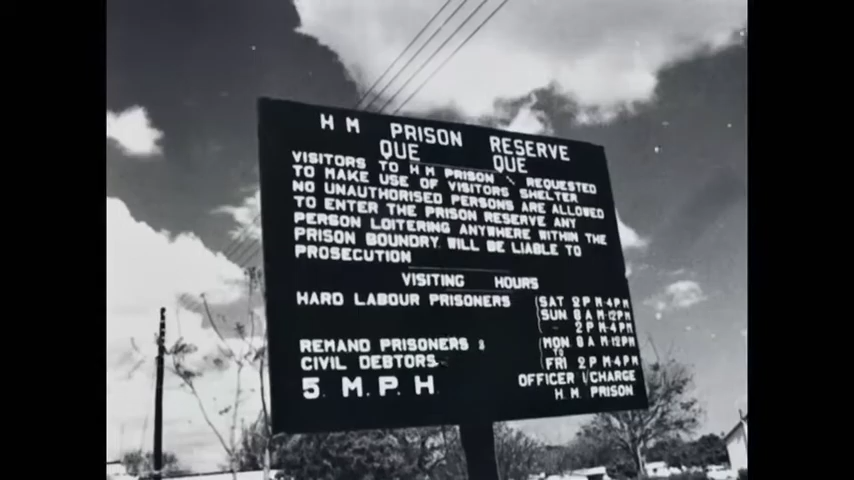 H M PRISON RESERVE
QUE QUE
VISITORS TO H M PRISON REQUESTED
TO MAKE USE OF VISITORS SHELTER
NO UNAUTHORISED PERSONS ARE ALLOWED
TO ENTER THE PRISON RESERVE ANY
PERSON LOITERING ANYWHERE WITHIN THE
PRISON BOUNDRY. WILL BE LIABLE TO
PROSECUTION
VISITING HOURS
HARD LABOUR PRISONERS (SAT 2 P M-4 P M
(SUN 8 A M-12 P M
- 2 P M-4 P M
REMAND PRISONERS & (MON 8 A M-12 P M
TO
CIVIL DEBTORS (FRI 2 P M-4 P M
5. M.P.H. OFFICER I/CHARGE
H. M. PRISON